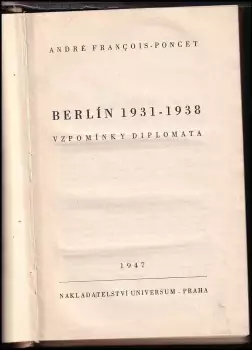 ANDRÉ FRANÇOIS-PONCET
BERLÍN 1931-1938
VZPOMÍNKY DIPLOMATA
1947
NAKLADATELSTVÍ UNIVERSUM - PRAHA